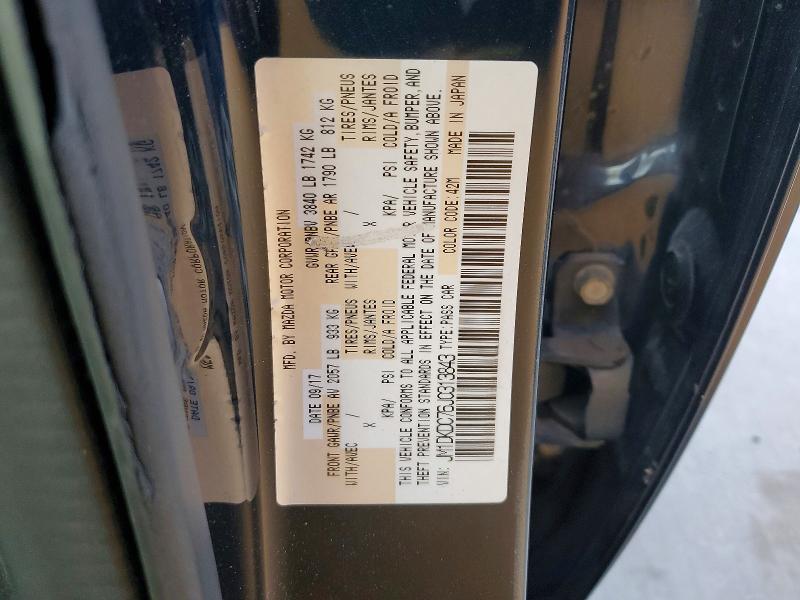 MFD. BY MAZDA MOTOR CORPORATION
DATE 09/17 GVWR/PNBV 3840 LB 1742 KG
FRONT GAWR/PNBE AV 2057 LB 933 KG REAR /PNBE AR 1790 LB 812 KG
WITH/AVEC / TIRES/PNEUS WITH/AVEC / TIRES/PNEUS
X RIMS/JANTES X RIMS/JANTES
KPA/ PSI COLD/A FROID KPA/ PSI COLD/A FROID
THIS VEHICLE CONFORMS TO ALL APPLICABLE FEDERAL VEHICLE SAFETY, BUMPER, AND
THEFT PREVENTION STANDARDS IN EFFECT ON THE DATE OF MANUFACTURE SHOWN ABOVE.
VIN: JM1DKDC76J0313843 TYPE:PASS CAR COLOR CODE:42M MADE IN JAPAN